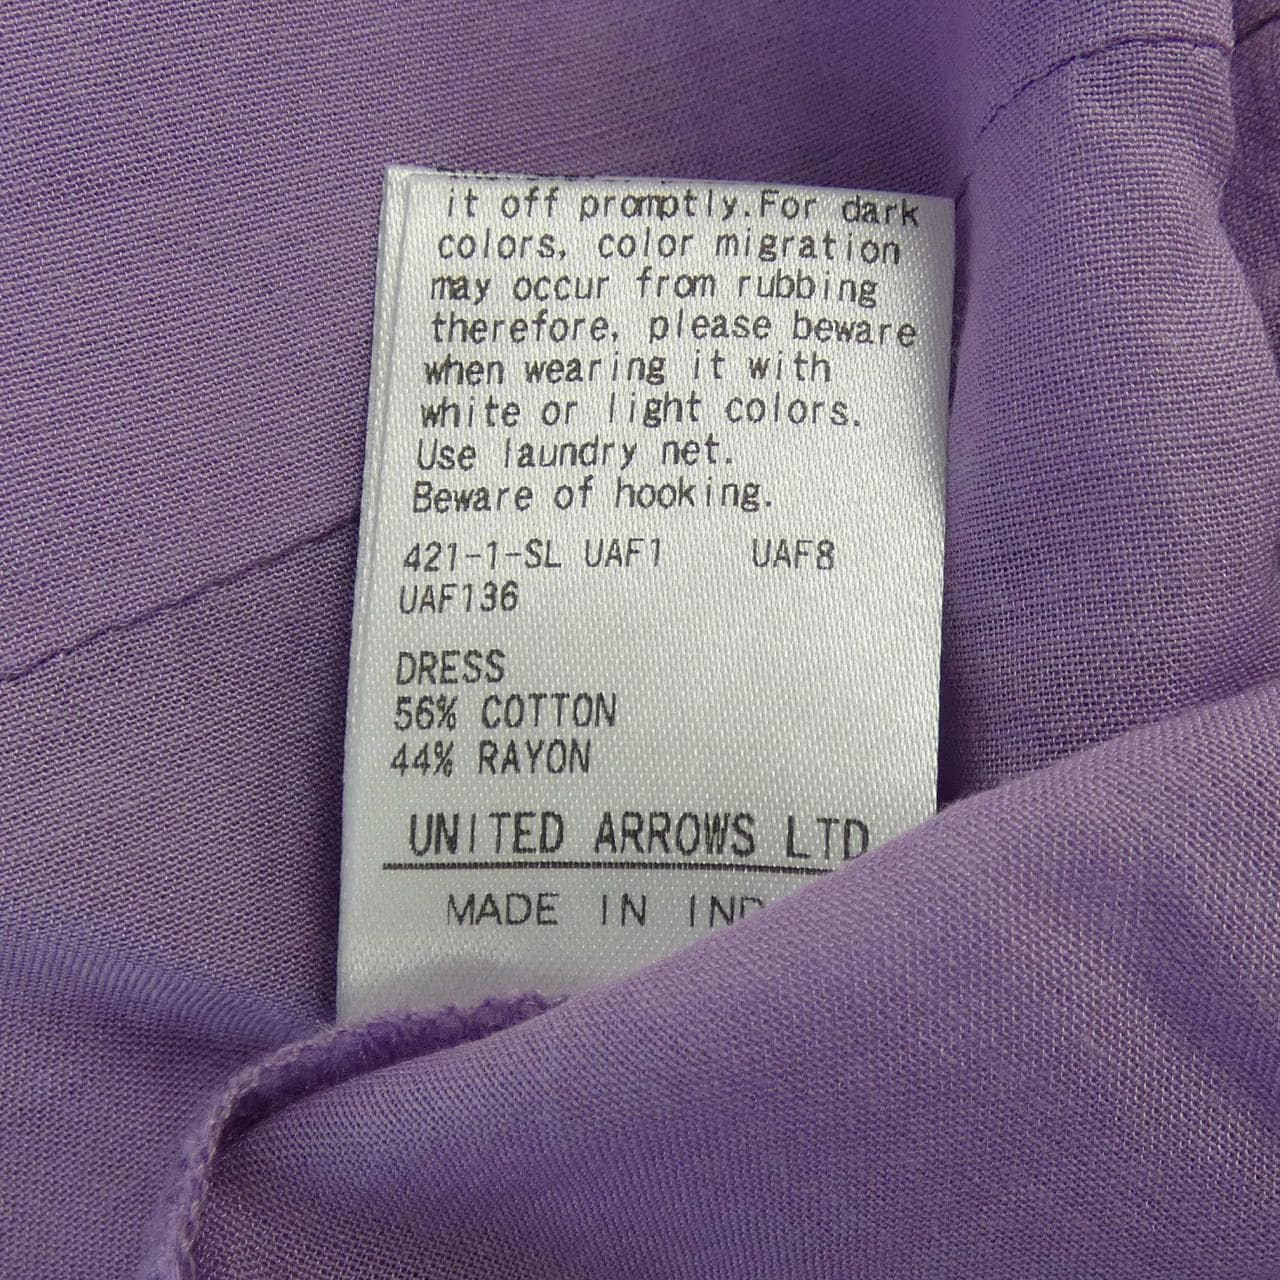 it off promptly.For dark
colors, color migration
may occur from rubbing
therefore, please beware
when wearing it with
white or light colors.
Use laundry net.
Beware of hooking.
421-1-SL UAF1 UAF8
UAF136
DRESS
56% COTTON
44% RAYON
UNITED ARROWS LTD
MADE IN